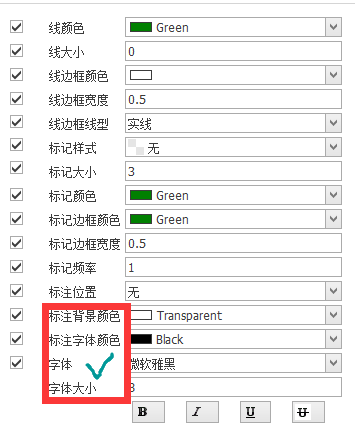 线颜色 Green
线大小 0
线边框颜色
线边框宽度 0.5
线边框线型 实线
标记样式 无
标记大小 3
标记颜色 Green
标记边框颜色 Green
标记边框宽度 0.5
标记频率 1
标注位置 无
标注背景颜色 Transparent
标注字体颜色 Black
字体 微软雅黑
字体大小 8
B I U U